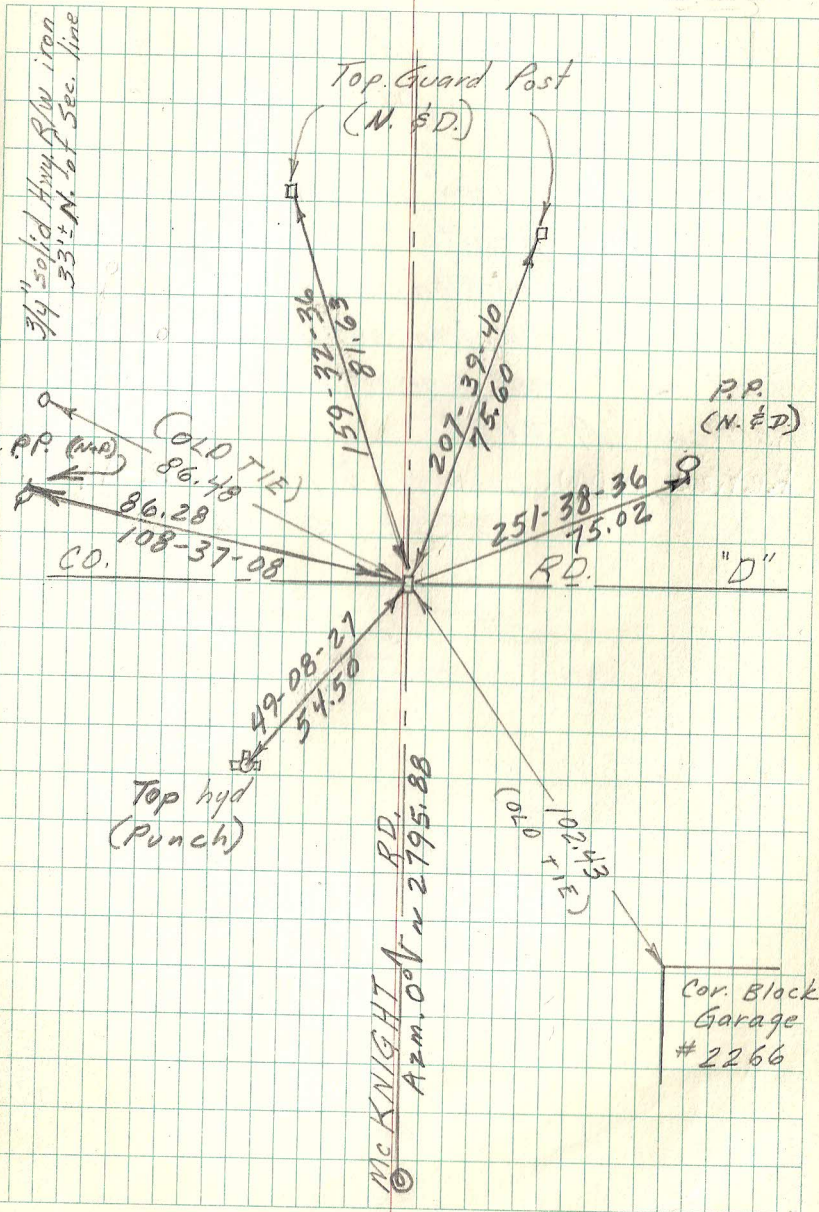 3/4" solid Hwy R/W iron
33'± N. of Sec. line
Top Guard Post
(N. & D.)
159-32-36
81.63
207-39-40
75.60
P.P.
(N. & D)
251-38-36
75.02
(OLD TIE)
86.48
P.P. (N&D)
86.28
108-37-08
CO. RD. "D"
49-08-27
54.50
Top hyd
(Punch)
McKNIGHT RD.
Azm. 0° 2795.88
102.43
(OLD TIE)
Cor. Block
Garage
#2266